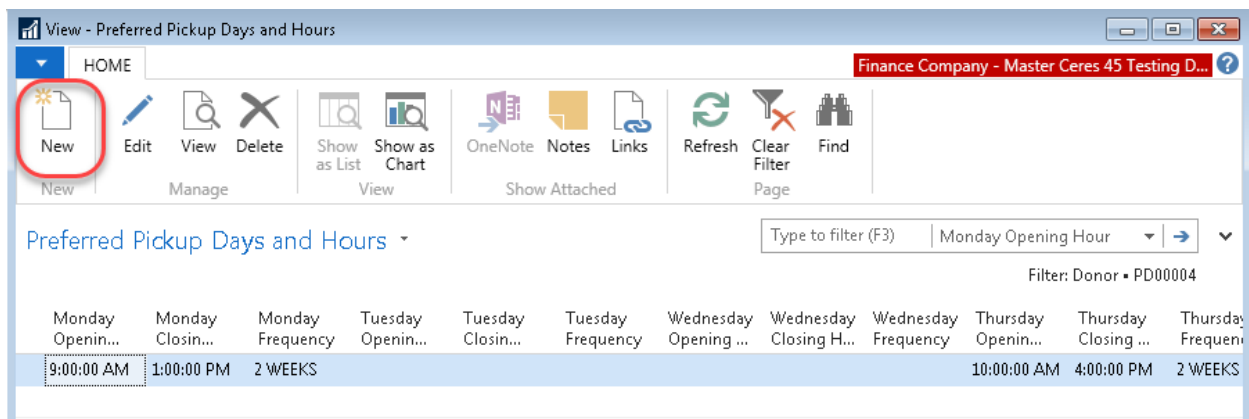 View - Preferred Pickup Days and Hours
HOME
Finance Company - Master Ceres 45 Testing D...
New Edit View Delete Show as List Show as Chart OneNote Notes Links Refresh Clear Filter Find
New Manage View Show Attached Page
Preferred Pickup Days and Hours
Type to filter (F3) Monday Opening Hour
Filter: Donor • PD00004
Monday Monday Monday Tuesday Tuesday Tuesday Wednesday Wednesday Wednesday Thursday Thursday Thursday
Openin... Closin... Frequency Openin... Closin... Frequency Opening ... Closing H... Frequency Openin... Closing ... Frequen
9:00:00 AM 1:00:00 PM 2 WEEKS 10:00:00 AM 4:00:00 PM 2 WEEKS